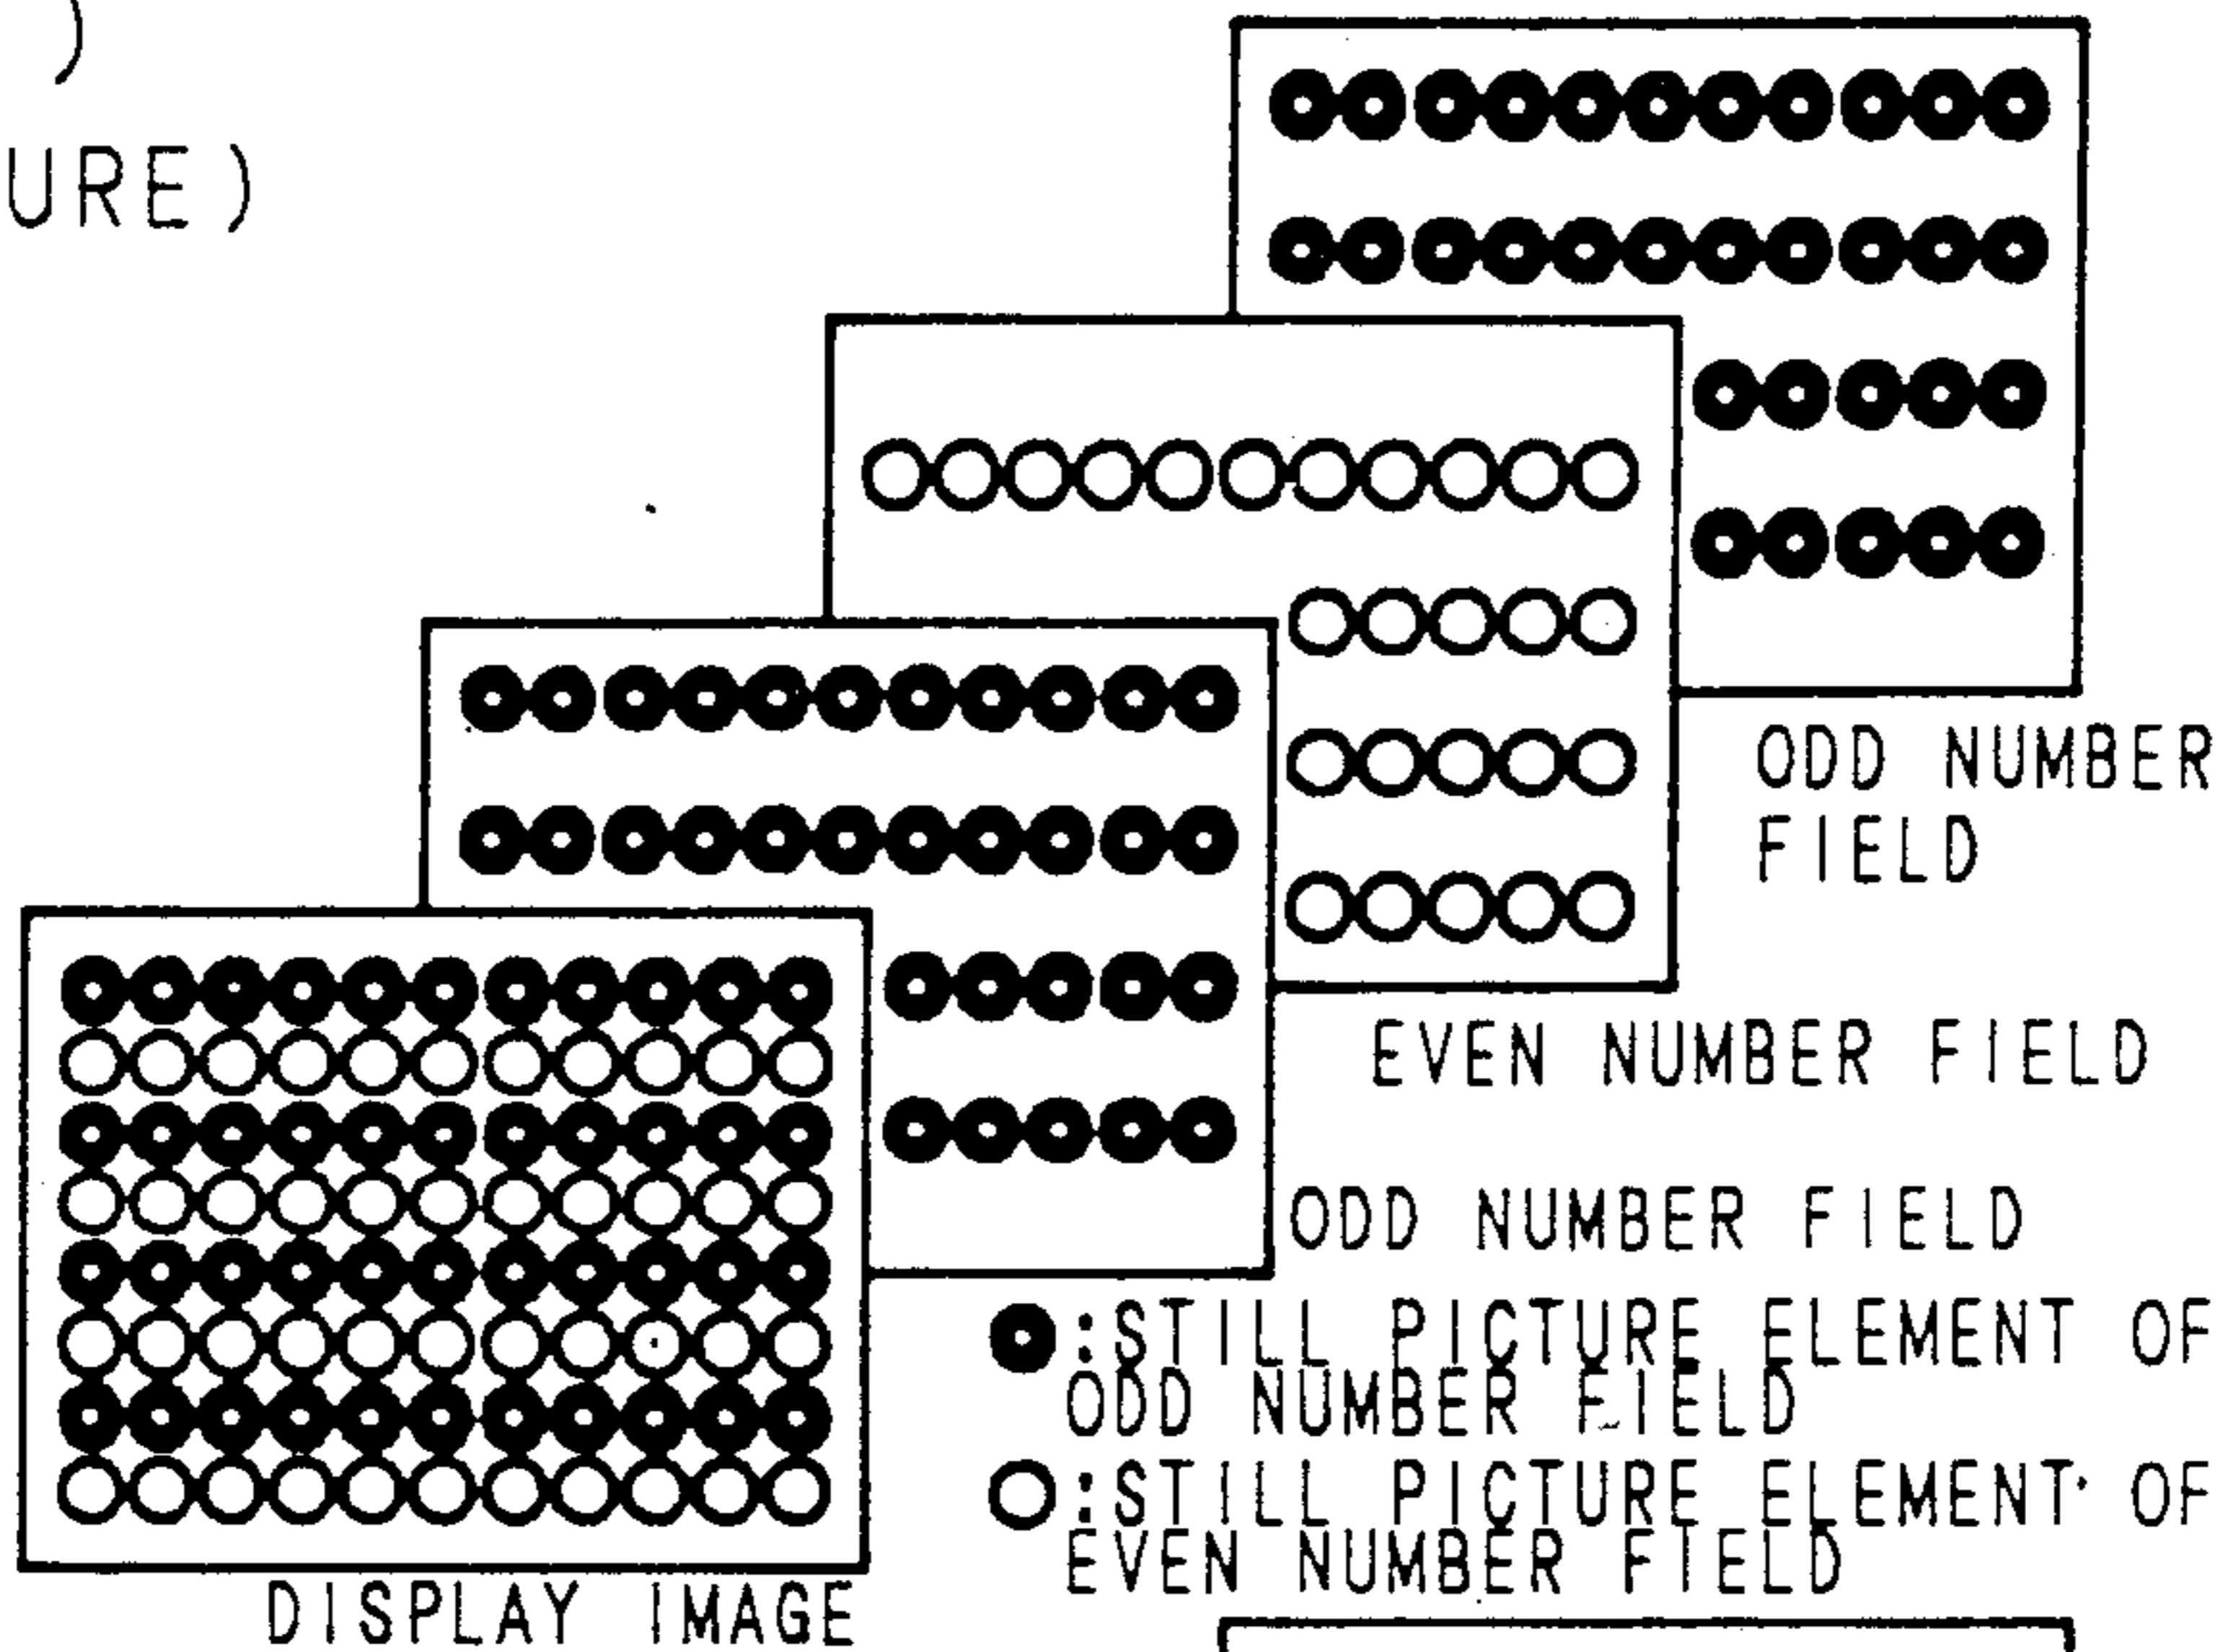 )
URE)
ODD NUMBER
FIELD
EVEN NUMBER FIELD
ODD NUMBER FIELD
:STILL PICTURE ELEMENT OF
ODD NUMBER FIELD
:STILL PICTURE ELEMENT OF
EVEN NUMBER FIELD
DISPLAY IMAGE